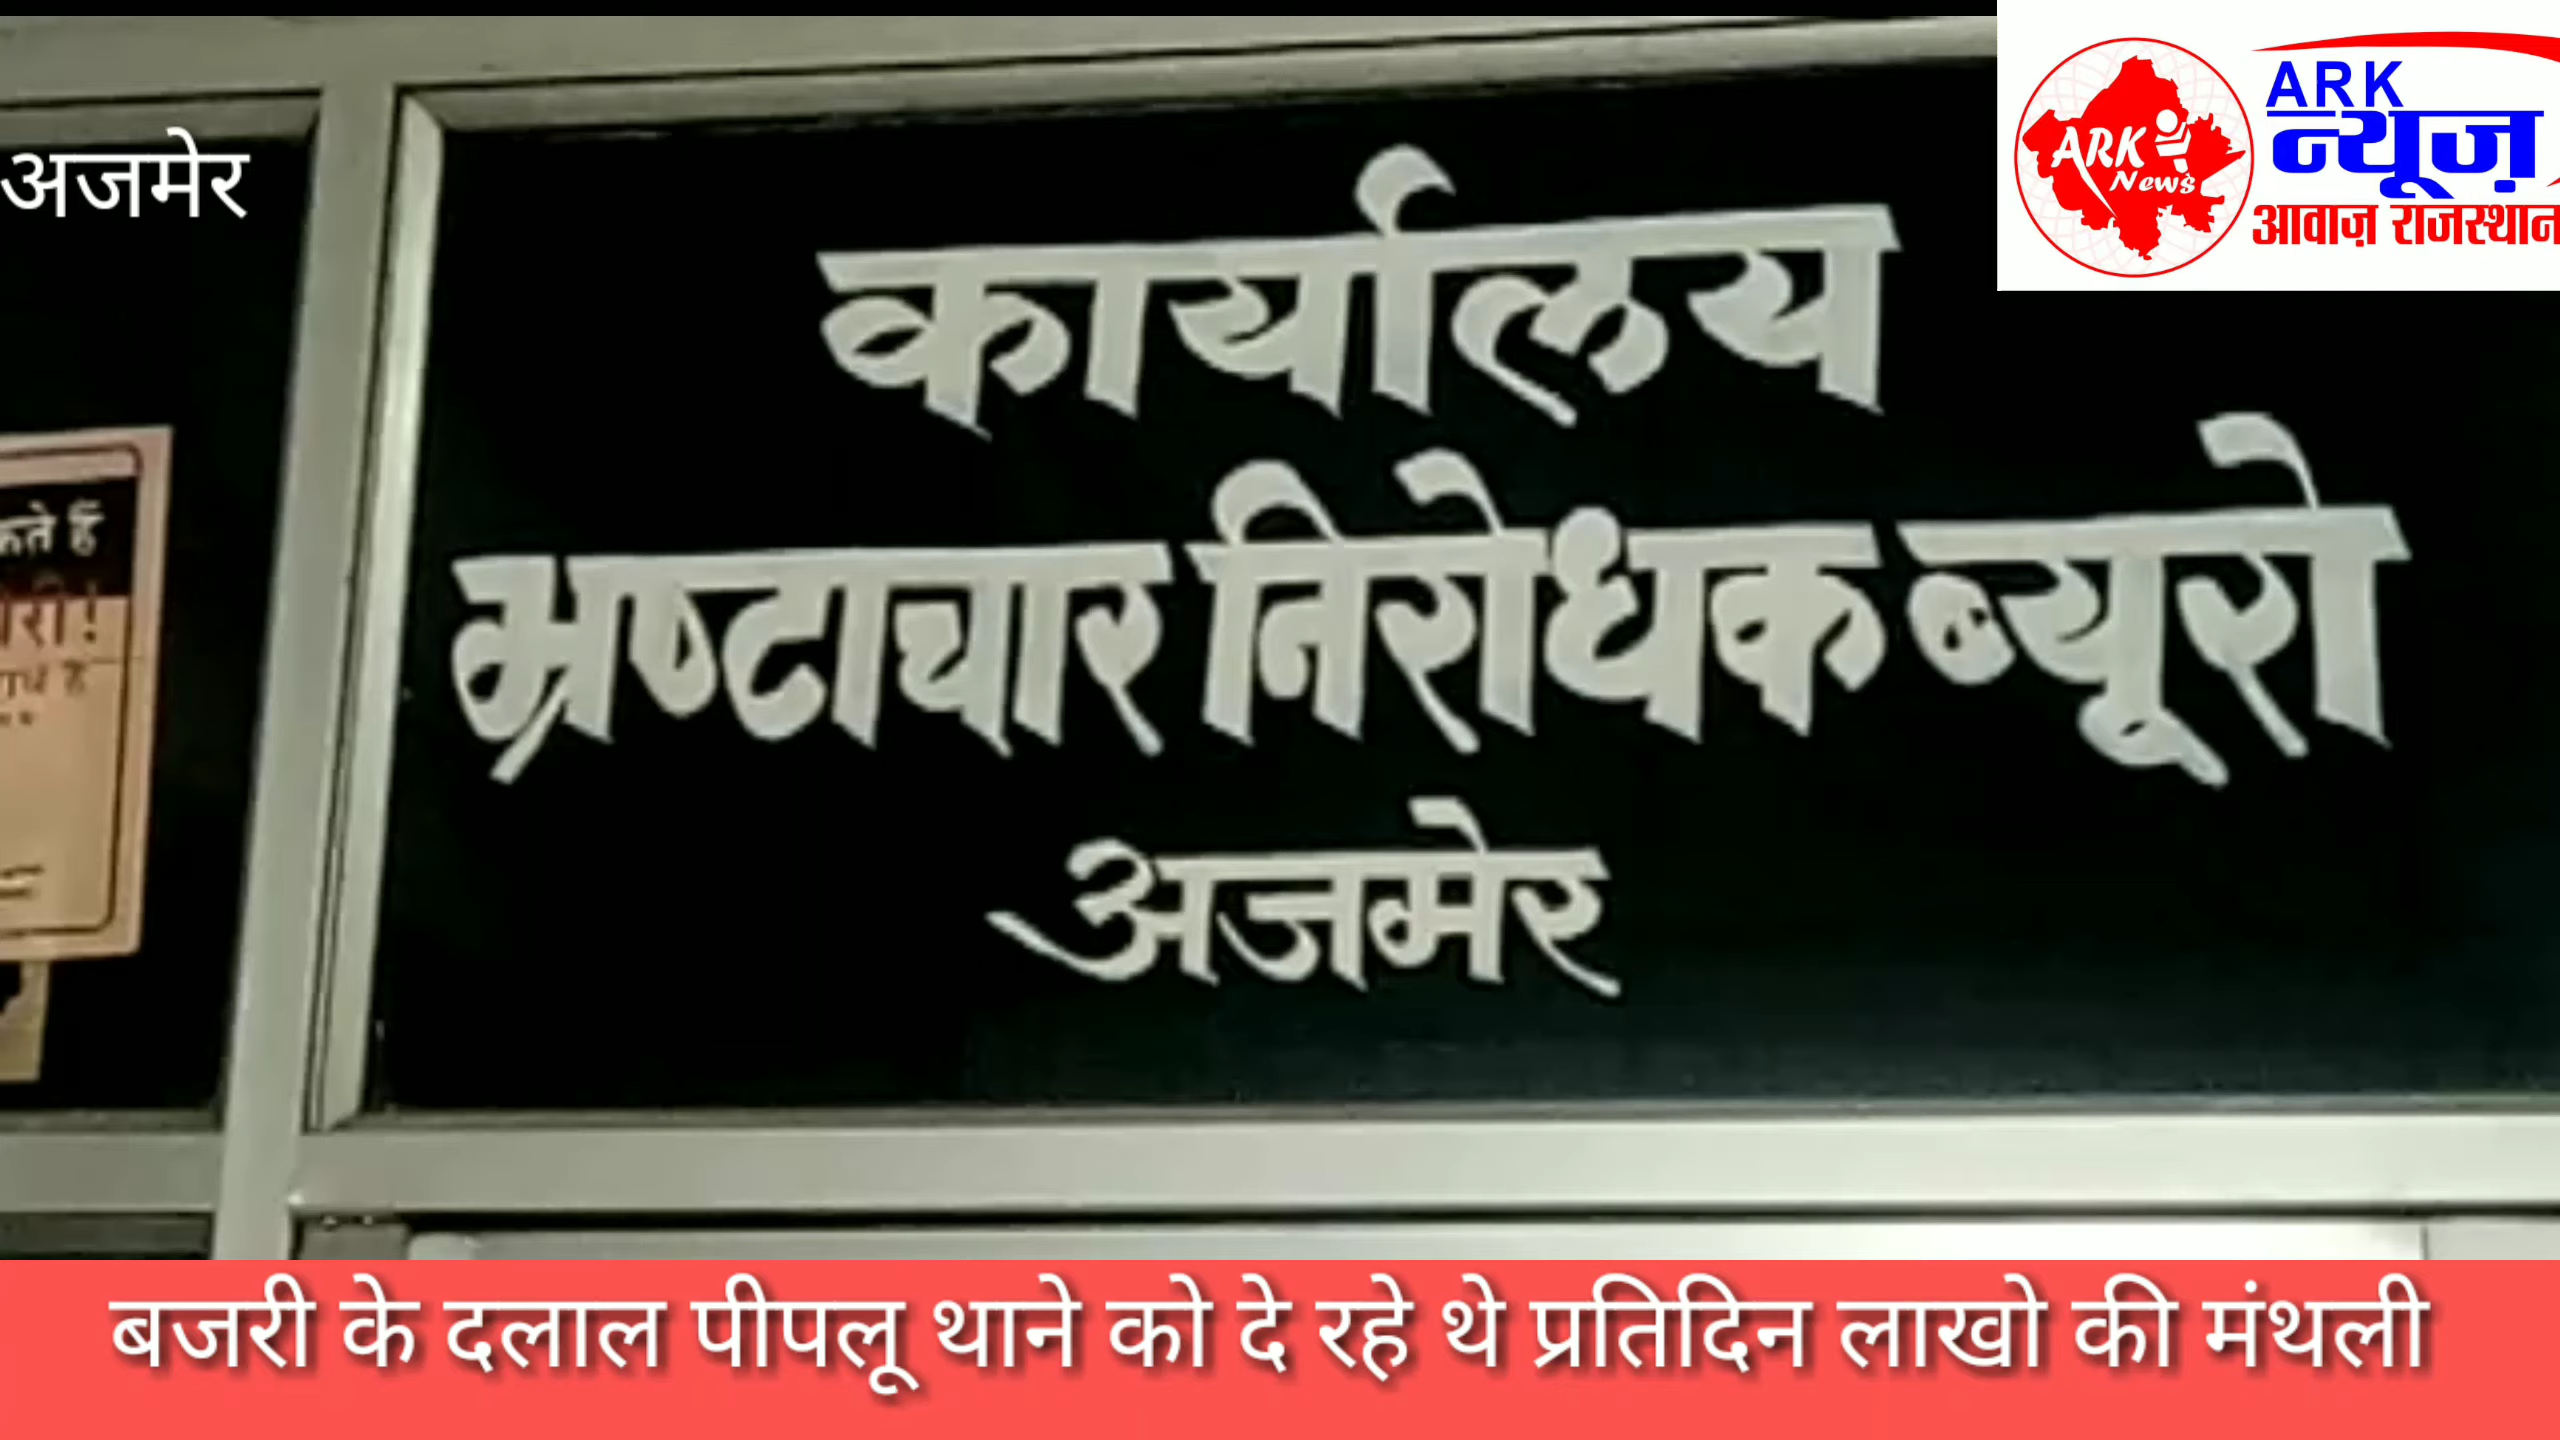 अजमेर
ARK
न्यूज़
आवाज़ राजस्थान
ARK
News
कार्यालय
भ्रष्टाचार निरोधक ब्यूरो
अजमेर
हैं
बजरी के दलाल पीपलू थाने को दे रहे थे प्रतिदिन लाखो की मंथली